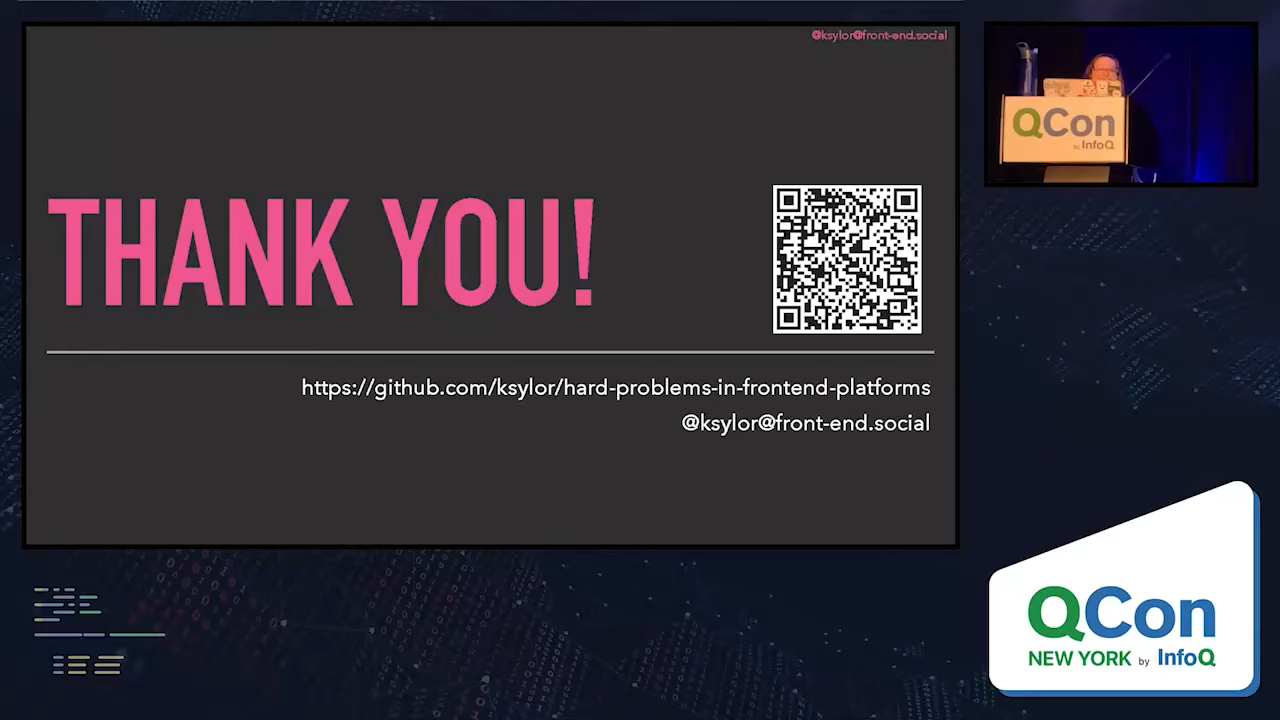 @ksylor@front-end.social
THANK YOU!
https://github.com/ksylor/hard-problems-in-frontend-platforms
@ksylor@front-end.social
QCon
by InfoQ
QCon
NEW YORK by InfoQ